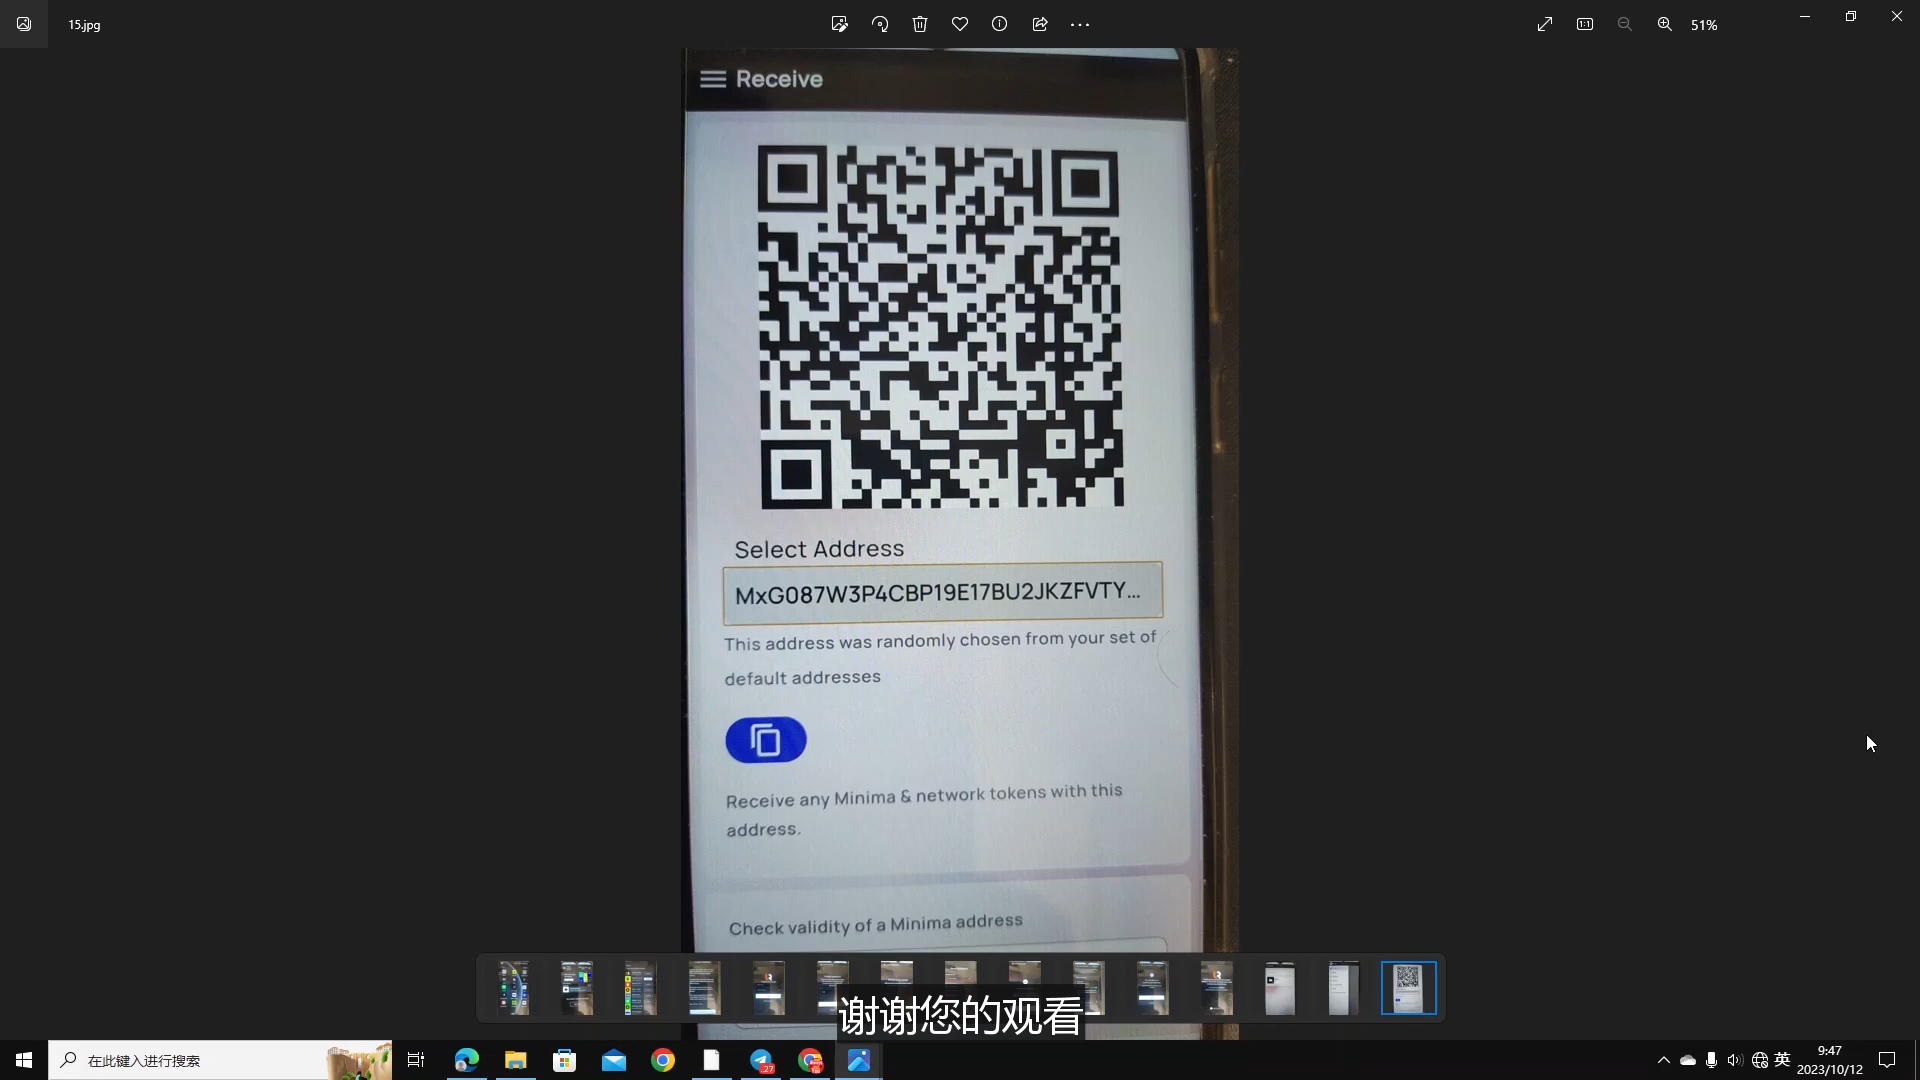 15.jpg
51%
Receive
Select Address
MxG087W3P4CBP19E17BU2JKZFVTY...
This address was randomly chosen from your set of
default addresses
Receive any Minima & network tokens with this
address.
Check validity of a Minima address
谢谢您的观看
在此键入进行搜索
27
英
9:47
2023/10/12